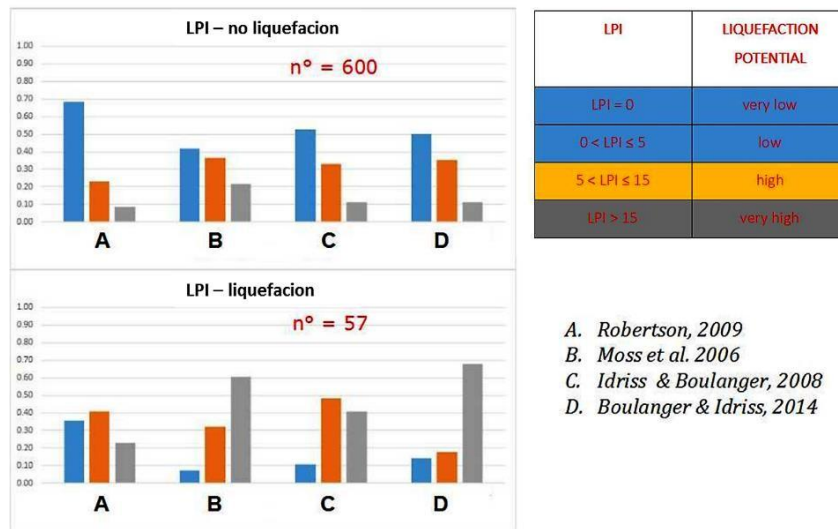 LPI – no liquefacion
n° = 600
1.00
0.90
0.80
0.70
0.60
0.50
0.40
0.30
0.20
0.10
0.00
A B C D
LPI – liquefacion
n° = 57
1.00
0.90
0.80
0.70
0.60
0.50
0.40
0.30
0.20
0.10
0.00
A B C D
LPI LIQUEFACTION
POTENTIAL
LPI = 0 very low
0 < LPI ≤ 5 low
5 < LPI ≤ 15 high
LPI > 15 very high
A. Robertson, 2009
B. Moss et al. 2006
C. Idriss & Boulanger, 2008
D. Boulanger & Idriss, 2014